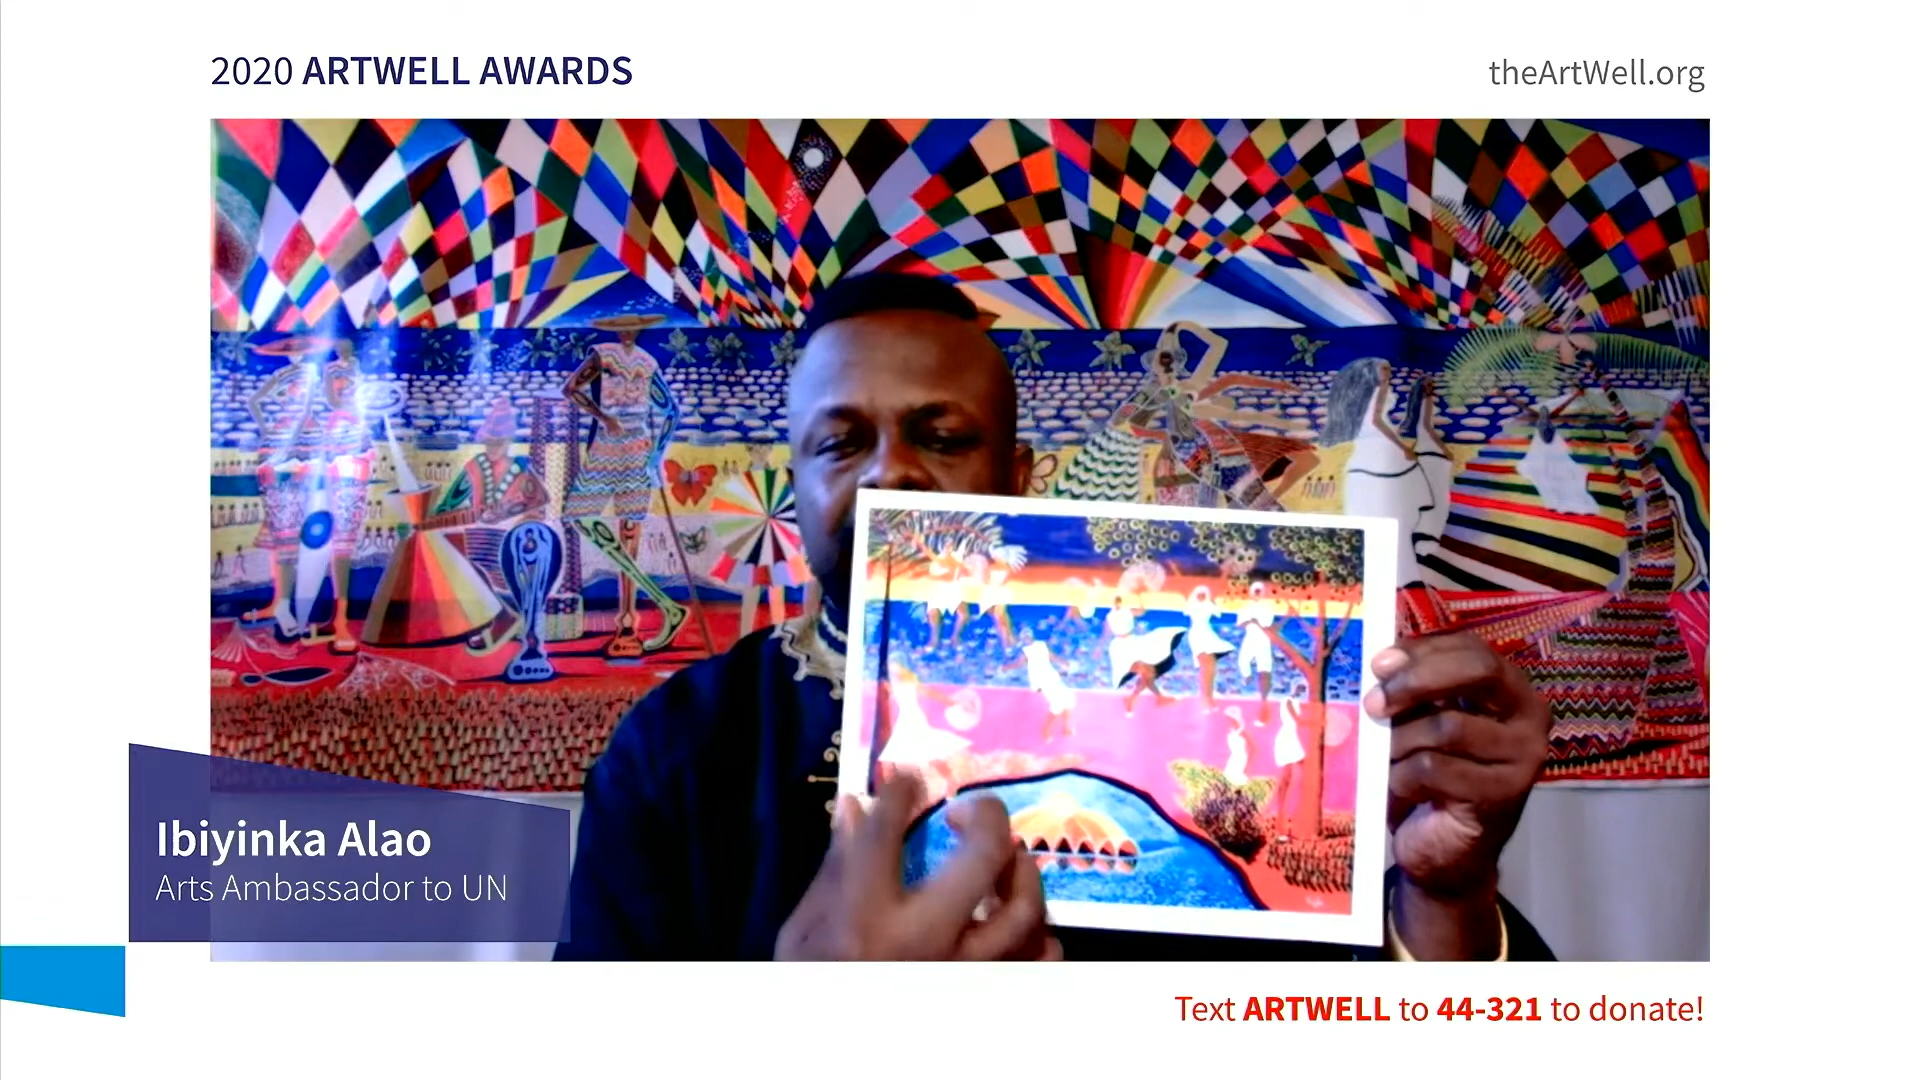 2020 ARTWELL AWARDS
theArtWell.org
Ibiyinka Alao
Arts Ambassador to UN
Text ARTWELL to 44-321 to donate!